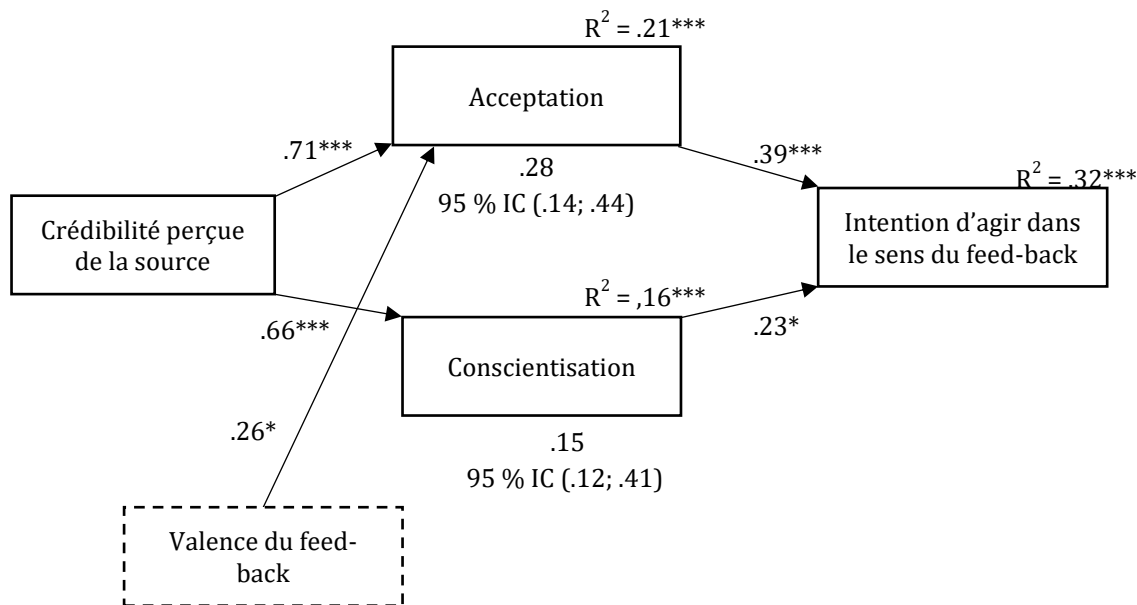 R² = .21***
Acceptation
.71***
.39***
.28
95 % IC (.14; .44)
R² = .32***
Crédibilité perçue
de la source
Intention d’agir dans
le sens du feed-back
R² = ,16***
.66***
.23*
Conscientisation
.26*
.15
95 % IC (.12; .41)
Valence du feed-
back